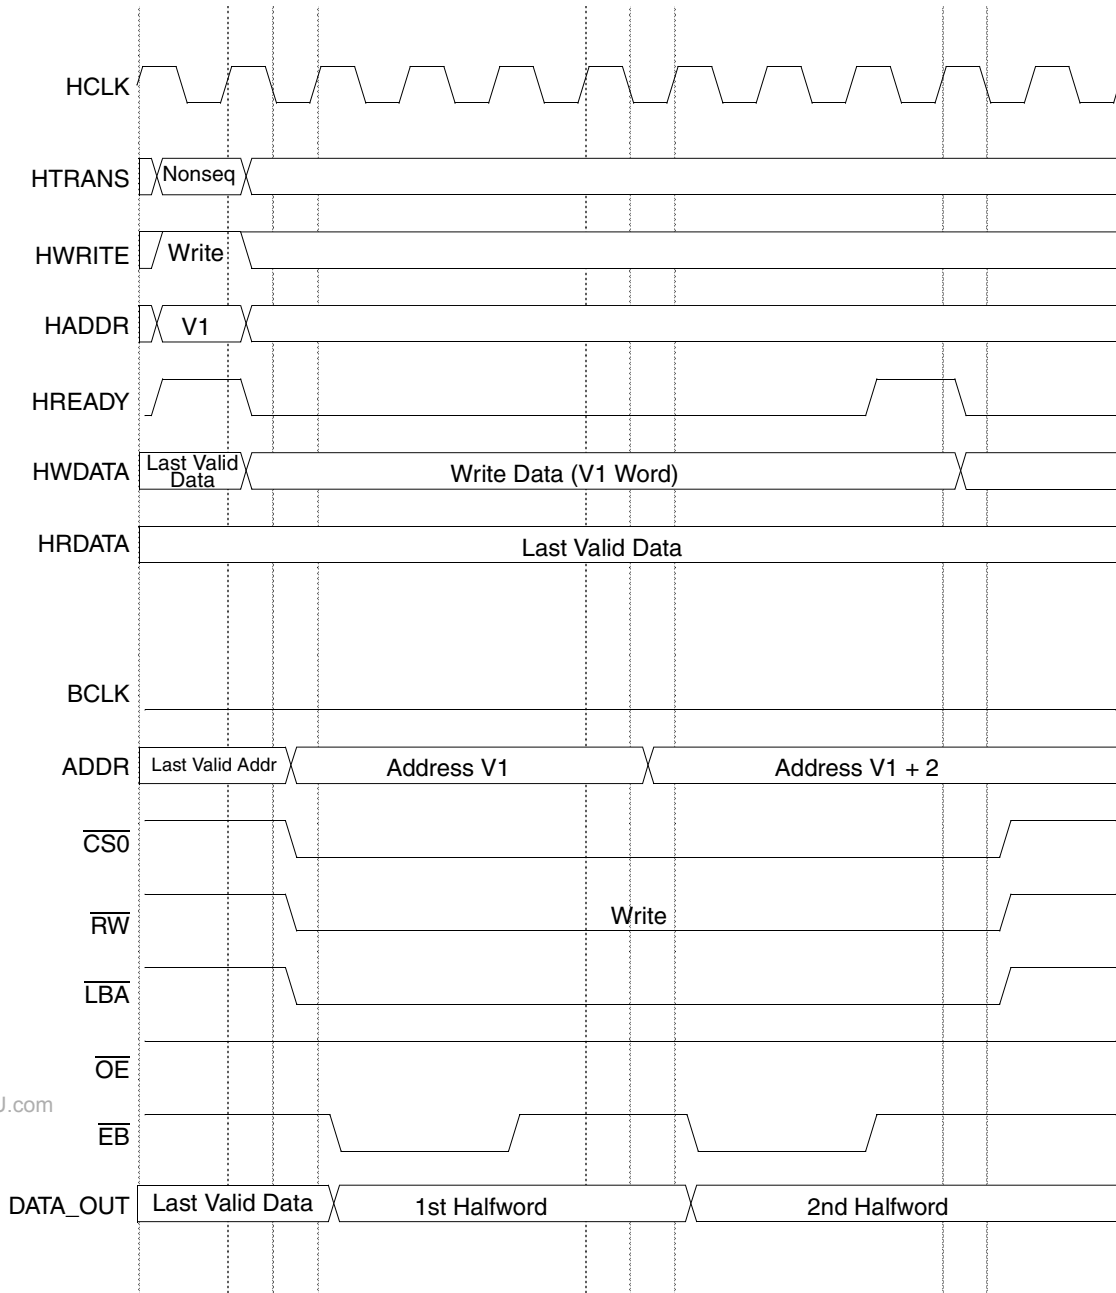 HCLK
HTRANS Nonseq
HWRITE Write
HADDR V1
HREADY
HWDATA Last Valid
Data Write Data (V1 Word)
HRDATA Last Valid Data
BCLK
ADDR Last Valid Addr Address V1 Address V1 + 2
CS0
RW Write
LBA
OE
J.com
EB
DATA_OUT Last Valid Data 1st Halfword 2nd Halfword